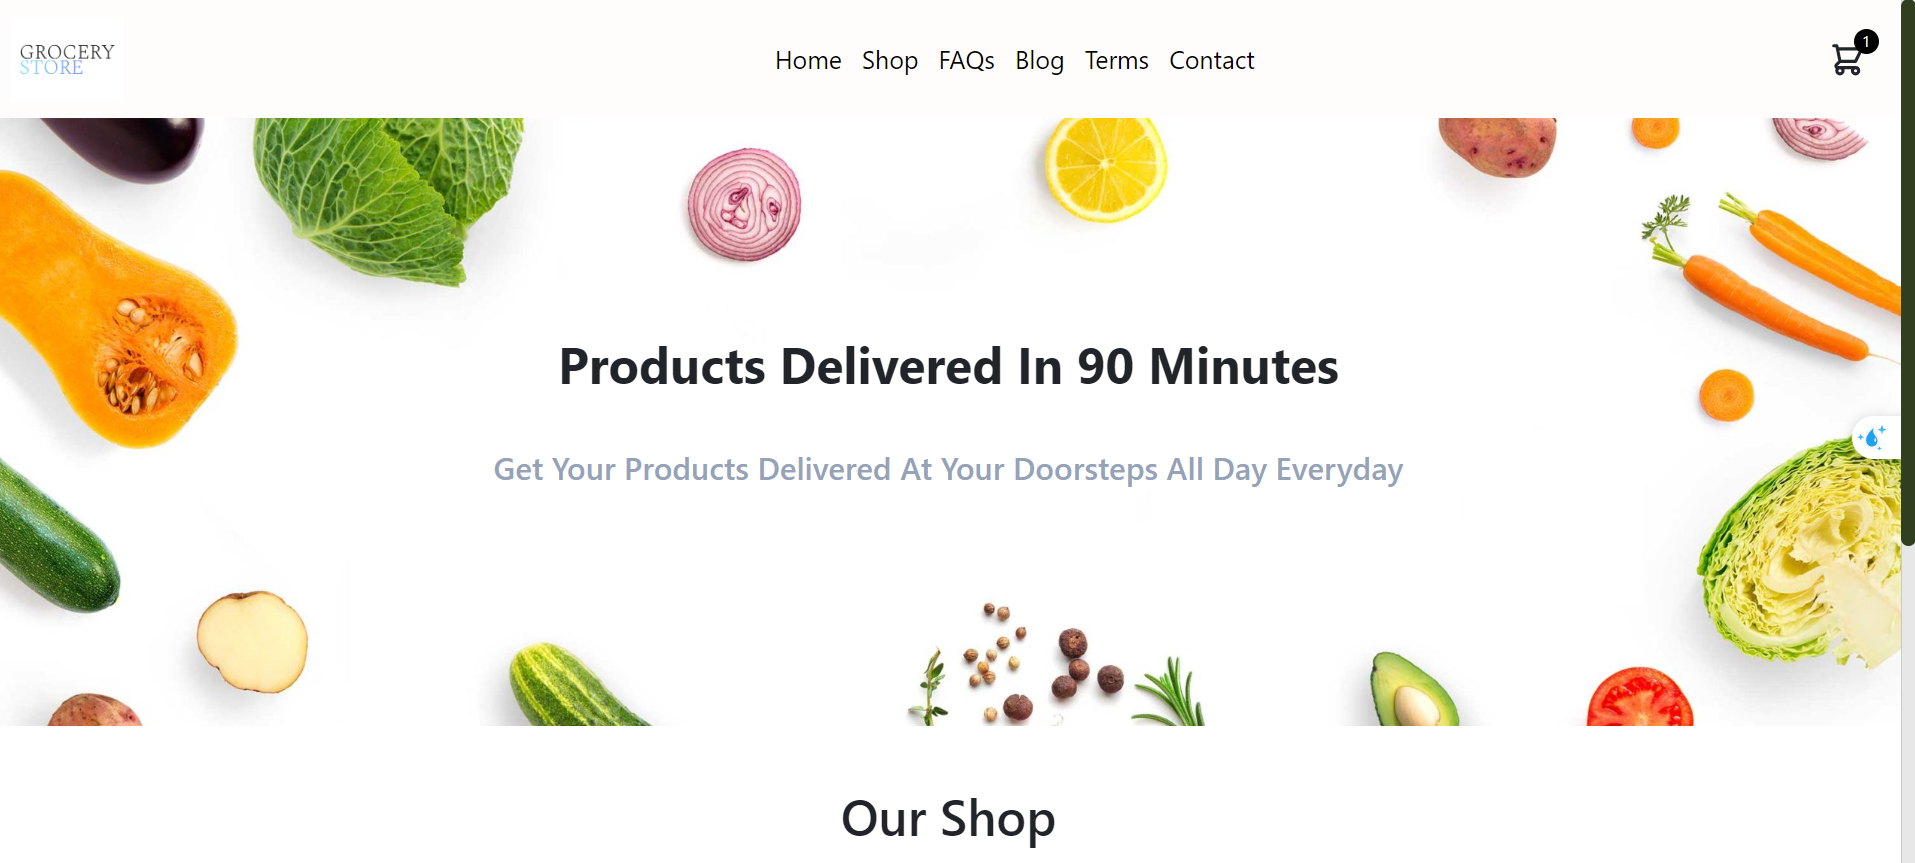 GROCERY
STORE
Home Shop FAQs Blog Terms Contact
1
Products Delivered In 90 Minutes
Get Your Products Delivered At Your Doorsteps All Day Everyday
Our Shop